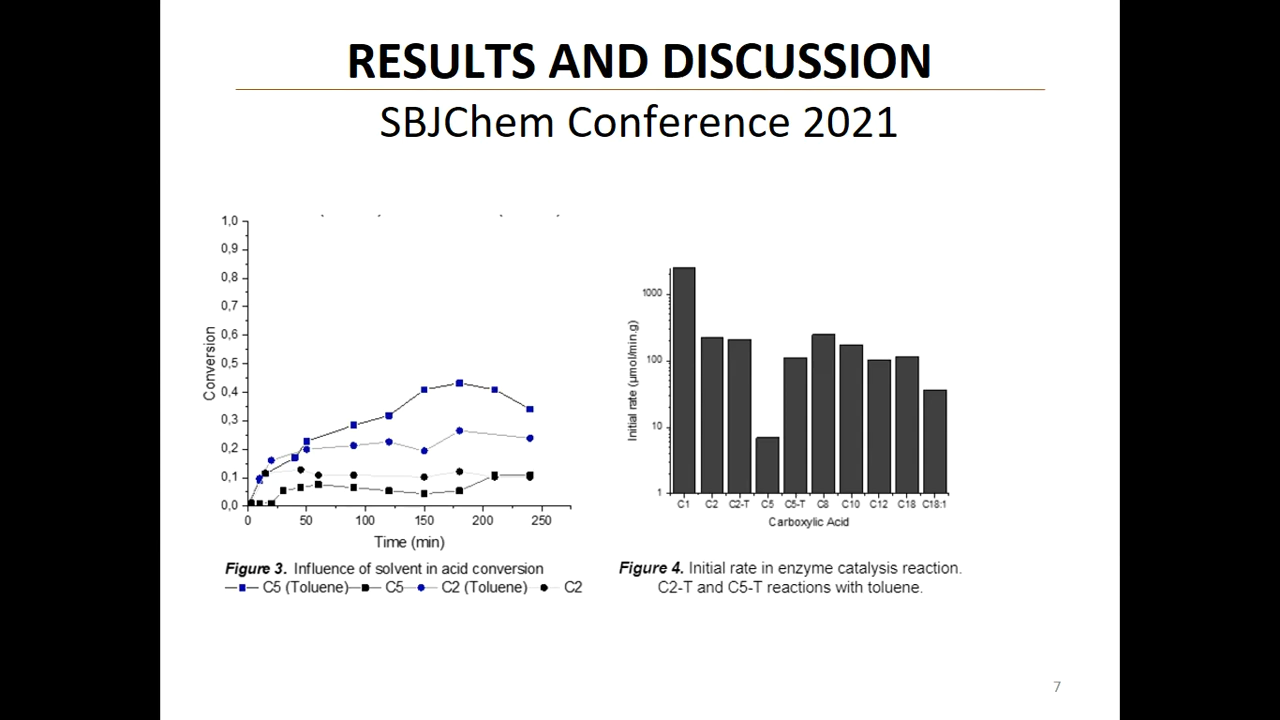 RESULTS AND DISCUSSION
SBJChem Conference 2021
1,0
0,9
0,8
0,7
0,6
0,5
0,4
0,3
0,2
0,1
0,0
Conversion
0 50 100 150 200 250
Time (min)
Figure 3. Influence of solvent in acid conversion
C5 (Toluene) C5 C2 (Toluene) C2
1000
100
10
1
Initial rate (µmol/min.g)
C1 C2 C2-T C5 C5-T C8 C10 C12 C18 C18:1
Carboxylic Acid
Figure 4. Initial rate in enzyme catalysis reaction.
C2-T and C5-T reactions with toluene.
7